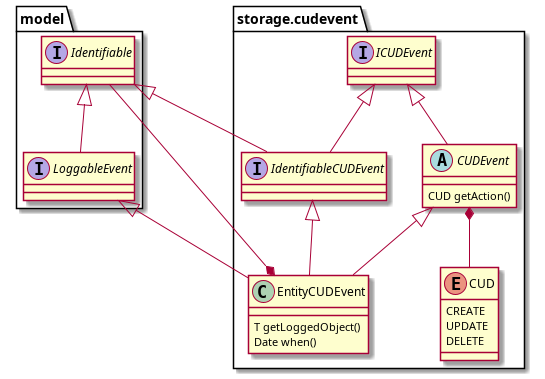 model
storage.cudevent
I Identifiable
I ICUDEvent
I LoggableEvent
I IdentifiableCUDEvent
A CUDEvent
CUD getAction()
C EntityCUDEvent
T getLoggedObject()
Date when()
E CUD
CREATE
UPDATE
DELETE